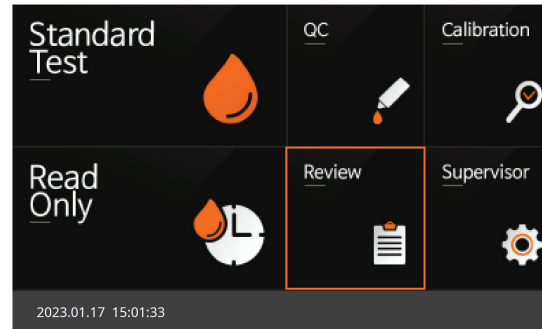 Standard
Test
QC
Calibration
Read
Only
Review
Supervisor
2023.01.17 15:01:33